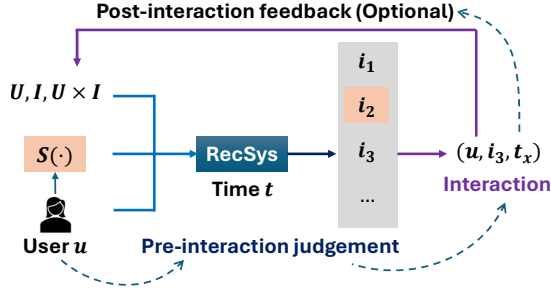 Post-interaction feedback (Optional)
U, I, U × I
S(·)
User u
RecSys
Time t
i₁
i₂
i₃
...
(u, i₃, tₓ)
Interaction
Pre-interaction judgement